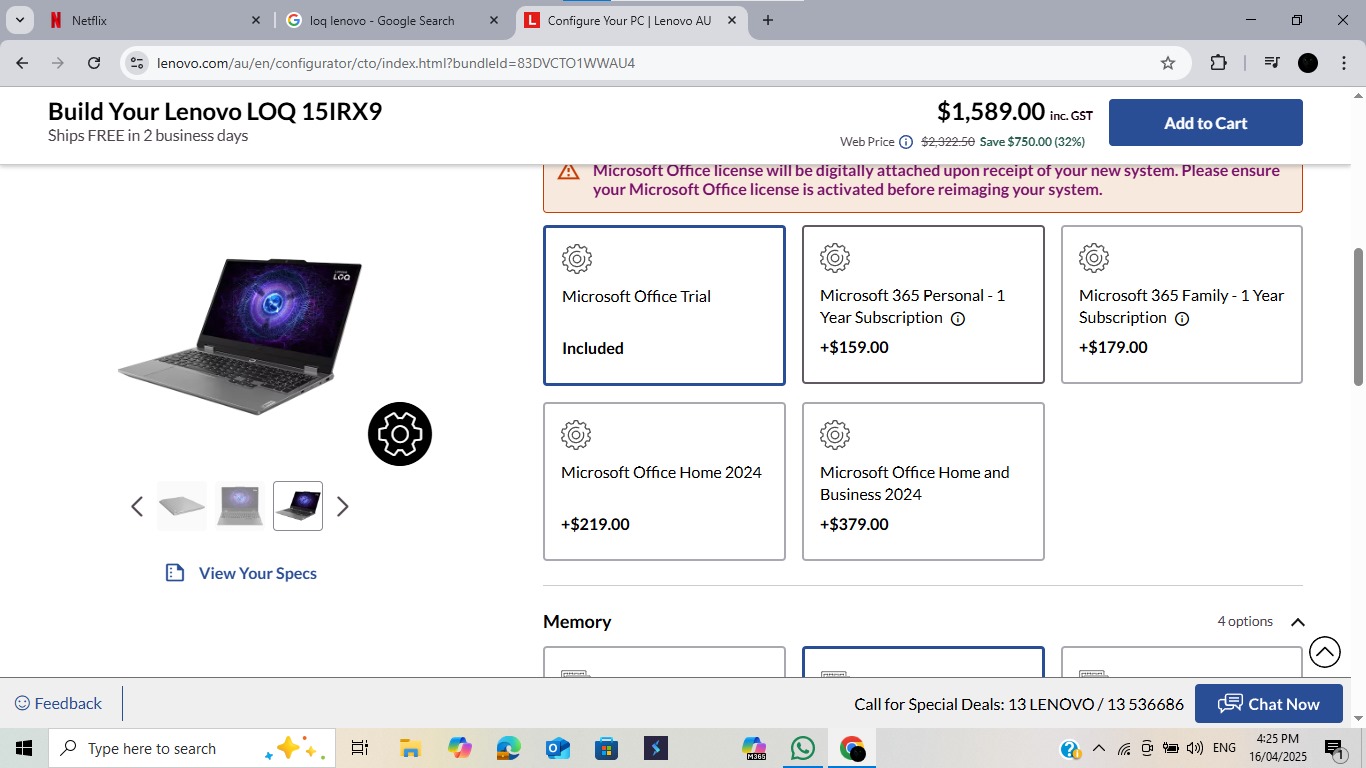 Netflix
loq lenovo - Google Search
Configure Your PC | Lenovo AU
lenovo.com/au/en/configurator/cto/index.html?bundleId=83DVCTO1WWAU4
Build Your Lenovo LOQ 15IRX9
Ships FREE in 2 business days
$1,589.00 inc. GST
Web Price $2,322.50 Save $750.00 (32%)
Add to Cart
Microsoft Office license will be digitally attached upon receipt of your new system. Please ensure
your Microsoft Office license is activated before reimaging your system.
Microsoft Office Trial
Included
Microsoft 365 Personal - 1
Year Subscription
+$159.00
Microsoft 365 Family - 1 Year
Subscription
+$179.00
Microsoft Office Home 2024
+$219.00
Microsoft Office Home and
Business 2024
+$379.00
LOQ
View Your Specs
Memory
4 options
Feedback
Call for Special Deals: 13 LENOVO / 13 536686
Chat Now
Type here to search
M365
ENG
4:25 PM
16/04/2025
1